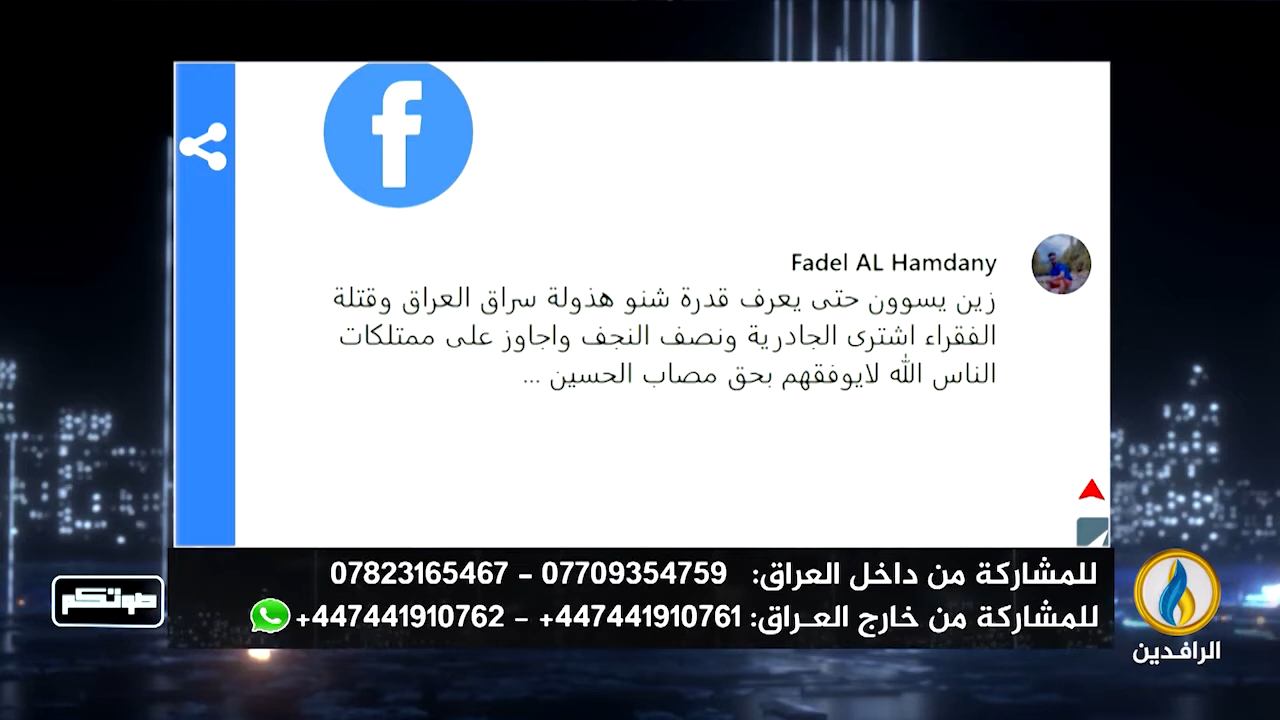 Fadel AL Hamdany
زين يسوون حتى يعرف قدرة شنو هذولة سراق العراق وقتلة
الفقراء اشترى الجادرية ونصف النجف واجاوز على ممتلكات
الناس الله لايوفقهم بحق مصاب الحسين ...
للمشاركة من داخل العراق: 07709354759 - 07823165467
للمشاركة من خارج العراق: 447441910761+ - 447441910762+
صوتكم
الرافدين